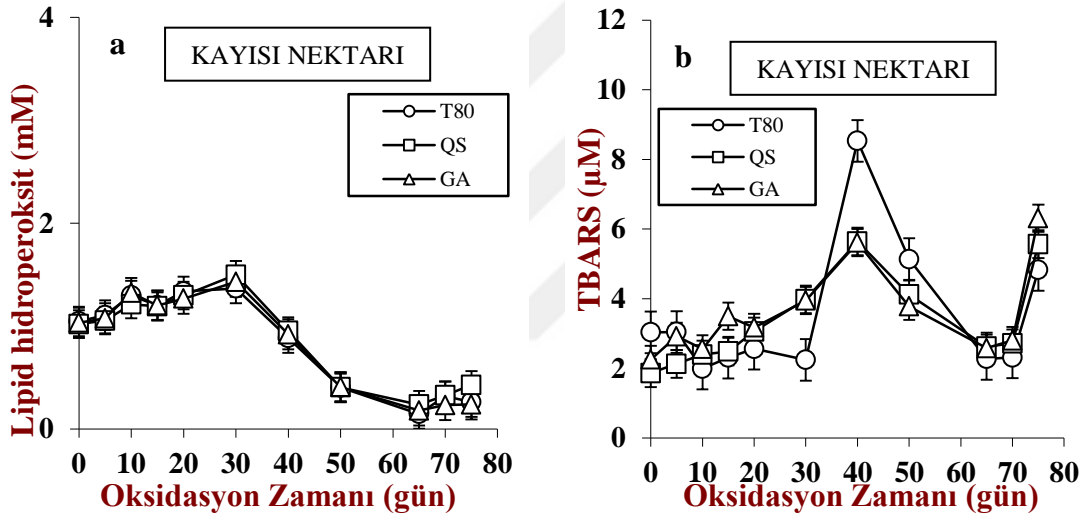 a
KAYISI NEKTARI
T80
QS
GA
Lipid hidroperoksit (mM)
4
2
0
0 10 20 30 40 50 60 70 80
Oksidasyon Zamanı (gün)
b
KAYISI NEKTARI
T80
QS
GA
TBARS (µM)
12
10
8
6
4
2
0
0 10 20 30 40 50 60 70 80
Oksidasyon Zamanı (gün)